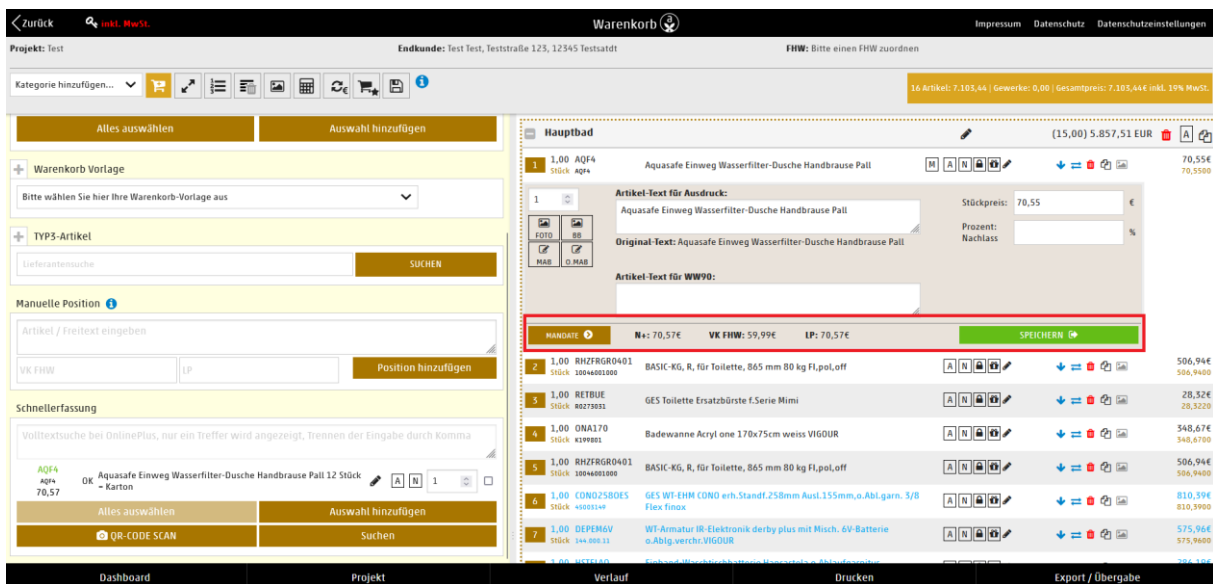 Zurück
inkl. MwSt.
Warenkorb
Impressum Datenschutz Datenschutzeinstellungen
Projekt: Test
Endkunde: Test Test, Teststraße 123, 12345 Testsatdt
FHW: Bitte einen FHW zuordnen
Kategorie hinzufügen...
16 Artikel: 7.103,44 | Gewerke: 0,00 | Gesamtpreis: 7.103,44€ inkl. 19% MwSt.
Alles auswählen
Auswahl hinzufügen
Warenkorb Vorlage
Bitte wählen Sie hier Ihre Warenkorb-Vorlage aus
TYP3-Artikel
Lieferantensuche
SUCHEN
Manuelle Position
Artikel / Freitext eingeben
VK FHW
LP
Position hinzufügen
Schnellerfassung
Volltextsuche bei OnlinePlus, nur ein Treffer wird angezeigt, Trennen der Eingabe durch Komma
AQF4
AQF4
70,57
OK Aquasafe Einweg Wasserfilter-Dusche Handbrause Pall 12 Stück
= Karton
A N 1
Alles auswählen
Auswahl hinzufügen
QR-CODE SCAN
Suchen
Hauptbad
(15,00) 5.857,51 EUR
A
1 1,00 AQF4
Stück AQF4
Aquasafe Einweg Wasserfilter-Dusche Handbrause Pall
M A N
70,55€
70,5500
1
FOTO BB
MAB O.MAB
Artikel-Text für Ausdruck:
Aquasafe Einweg Wasserfilter-Dusche Handbrause Pall
Original-Text: Aquasafe Einweg Wasserfilter-Dusche Handbrause Pall
Artikel-Text für WW90:
Stückpreis: 70,55 €
Prozent: %
Nachlass
MANDATE N+: 70,57€ VK FHW: 59,99€ LP: 70,57€ SPEICHERN
2 1,00 RHZFRGR0401
Stück 10046001000
BASIC-KG, R, für Toilette, 865 mm 80 kg Fl,pol,off
A N
506,94€
506,9400
3 1,00 RETBUE
Stück R0273031
GES Toilette Ersatzbürste f.Serie Mimi
A N
28,32€
28,3220
4 1,00 ONA170
Stück K199801
Badewanne Acryl one 170x75cm weiss VIGOUR
A N
348,67€
348,6700
5 1,00 RHZFRGR0401
Stück 10046001000
BASIC-KG, R, für Toilette, 865 mm 80 kg Fl,pol,off
A N
506,94€
506,9400
6 1,00 CONO258OES
Stück
GES WT-EHM CONO erh.Standf.258mm Ausl.155mm,o.Abl.garn. 3/8
Flex finox
A N
810,39€
810,3900
7 1,00 DEPEM6V
Stück
WT-Armatur IR-Elektronik derby plus mit Misch. 6V-Batterie
o.Ablg.verchr.VIGOUR
A N
575,96€
575,9600
Dashboard Projekt Verlauf Drucken Export / Übergabe